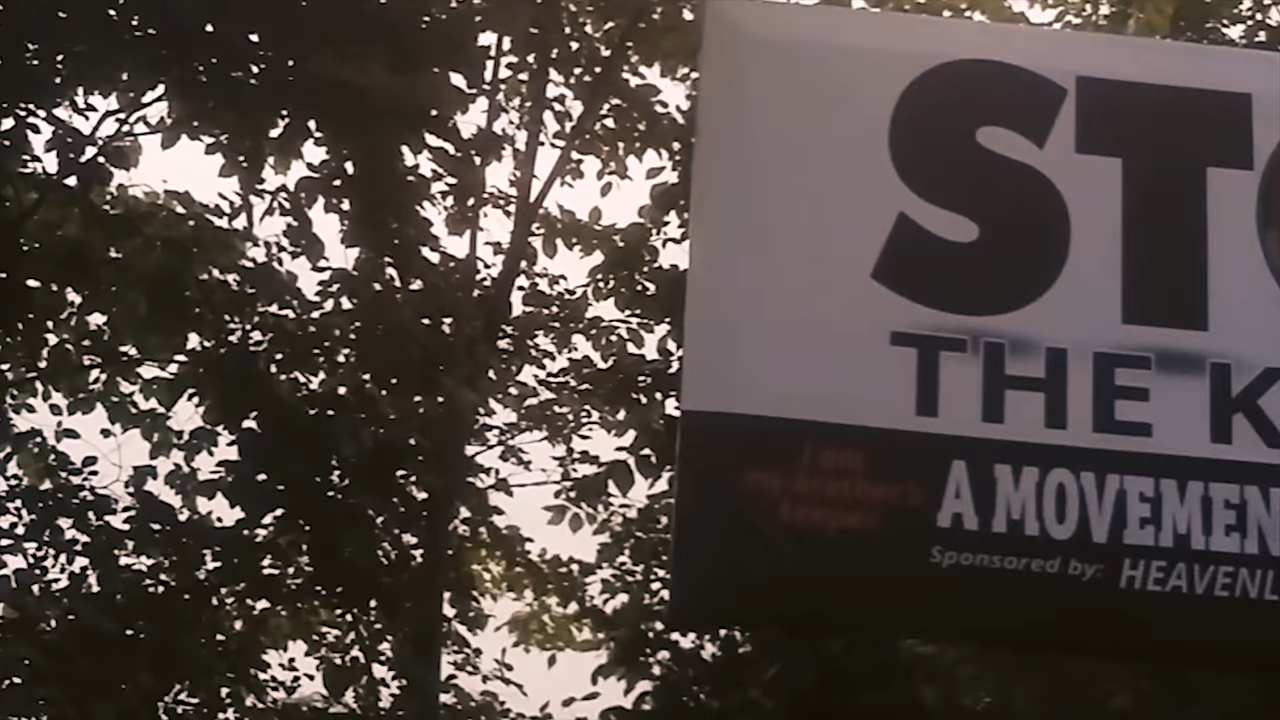 STO
THE K
I am
my brother's
keeper
A MOVEMEN
Sponsored by: HEAVENL